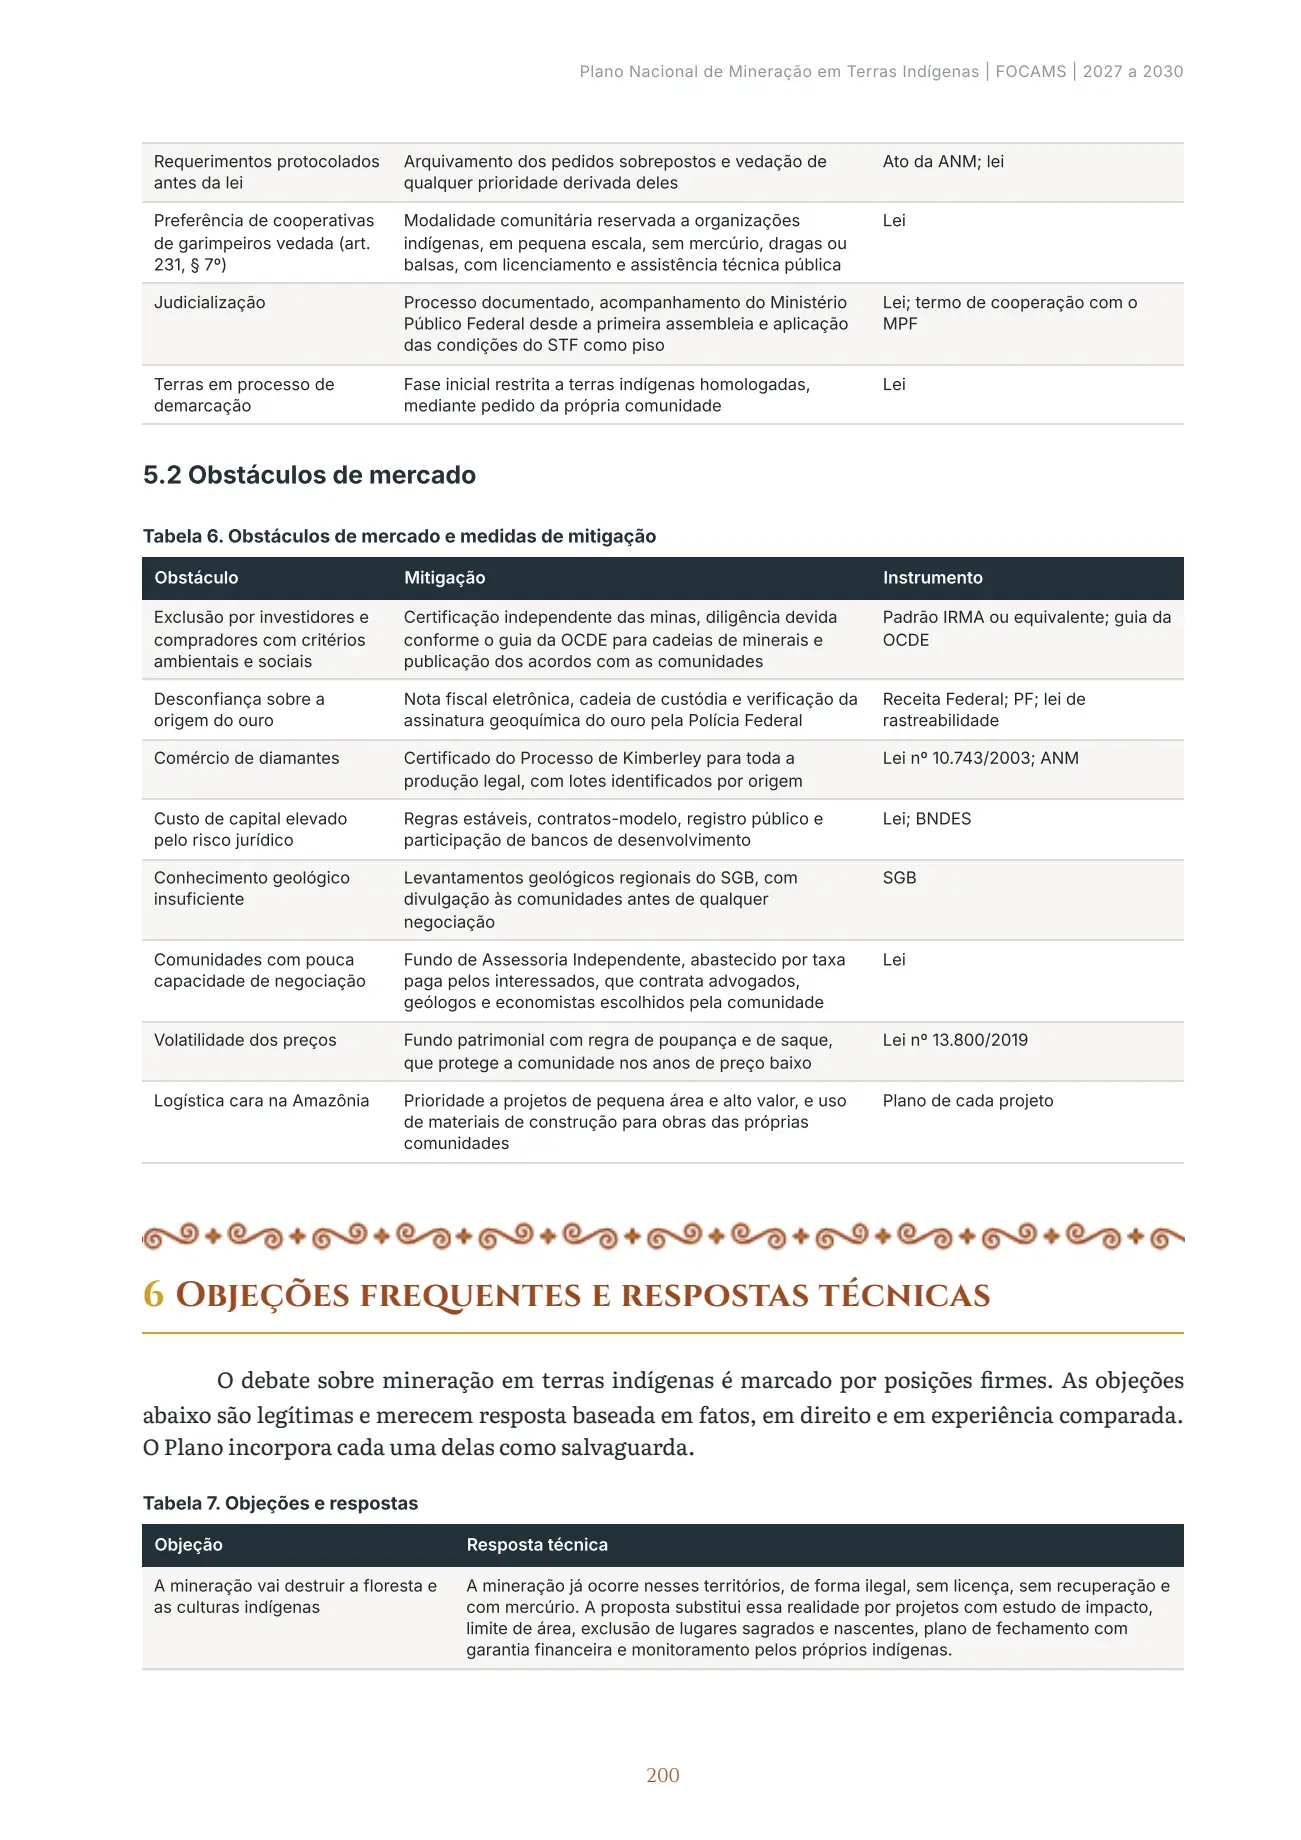 Plano Nacional de Mineração em Terras Indígenas | FOCAMS | 2027 a 2030
Requerimentos protocolados
antes da lei
Arquivamento dos pedidos sobrepostos e vedação de
qualquer prioridade derivada deles
Ato da ANM; lei
Preferência de cooperativas
de garimpeiros vedada (art.
231, § 7º)
Modalidade comunitária reservada a organizações
indígenas, em pequena escala, sem mercúrio, dragas ou
balsas, com licenciamento e assistência técnica pública
Lei
Judicialização
Processo documentado, acompanhamento do Ministério
Público Federal desde a primeira assembleia e aplicação
das condições do STF como piso
Lei; termo de cooperação com o
MPF
Terras em processo de
demarcação
Fase inicial restrita a terras indígenas homologadas,
mediante pedido da própria comunidade
Lei
5.2 Obstáculos de mercado
Tabela 6. Obstáculos de mercado e medidas de mitigação
Obstáculo
Mitigação
Instrumento
Exclusão por investidores e
compradores com critérios
ambientais e sociais
Certificação independente das minas, diligência devida
conforme o guia da OCDE para cadeias de minerais e
publicação dos acordos com as comunidades
Padrão IRMA ou equivalente; guia da
OCDE
Desconfiança sobre a
origem do ouro
Nota fiscal eletrônica, cadeia de custódia e verificação da
assinatura geoquímica do ouro pela Polícia Federal
Receita Federal; PF; lei de
rastreabilidade
Comércio de diamantes
Certificado do Processo de Kimberley para toda a
produção legal, com lotes identificados por origem
Lei nº 10.743/2003; ANM
Custo de capital elevado
pelo risco jurídico
Regras estáveis, contratos-modelo, registro público e
participação de bancos de desenvolvimento
Lei; BNDES
Conhecimento geológico
insuficiente
Levantamentos geológicos regionais do SGB, com
divulgação às comunidades antes de qualquer
negociação
SGB
Comunidades com pouca
capacidade de negociação
Fundo de Assessoria Independente, abastecido por taxa
paga pelos interessados, que contrata advogados,
geólogos e economistas escolhidos pela comunidade
Lei
Volatilidade dos preços
Fundo patrimonial com regra de poupança e de saque,
que protege a comunidade nos anos de preço baixo
Lei nº 13.800/2019
Logística cara na Amazônia
Prioridade a projetos de pequena área e alto valor, e uso
de materiais de construção para obras das próprias
comunidades
Plano de cada projeto
6 Objeções frequentes e respostas técnicas
O debate sobre mineração em terras indígenas é marcado por posições firmes. As objeções
abaixo são legítimas e merecem resposta baseada em fatos, em direito e em experiência comparada.
O Plano incorpora cada uma delas como salvaguarda.
Tabela 7. Objeções e respostas
Objeção
Resposta técnica
A mineração vai destruir a floresta e
as culturas indígenas
A mineração já ocorre nesses territórios, de forma ilegal, sem licença, sem recuperação e
com mercúrio. A proposta substitui essa realidade por projetos com estudo de impacto,
limite de área, exclusão de lugares sagrados e nascentes, plano de fechamento com
garantia financeira e monitoramento pelos próprios indígenas.
200